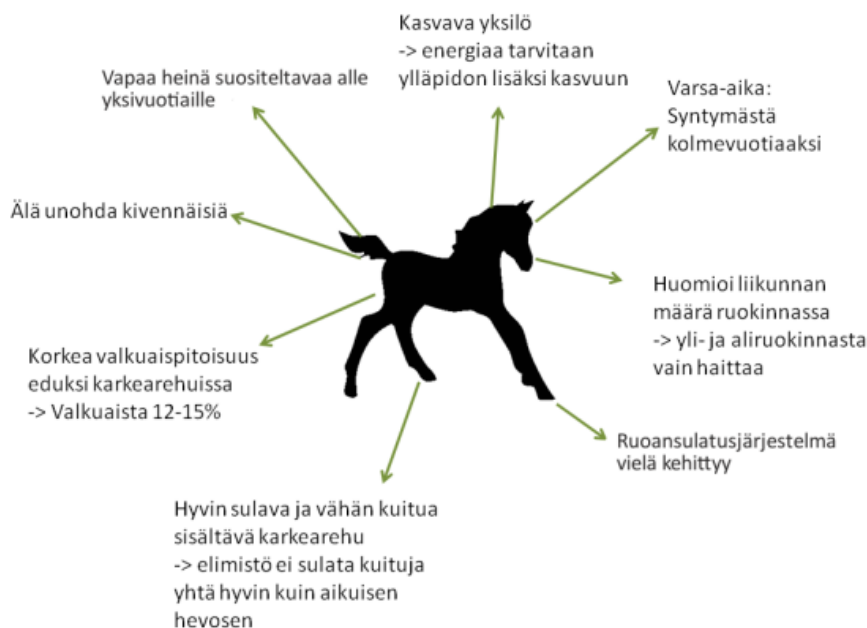 Kasvava yksilö
-> energiaa tarvitaan
ylläpidon lisäksi kasvuun
Vapaa heinä suositeltavaa alle
yksivuotiaille
Varsa-aika:
Syntymästä
kolmevuotiaaksi
Älä unohda kivennäisiä
Huomioi liikunnan
määrä ruokinnassa
-> yli- ja aliruokinnasta
vain haittaa
Korkea valkuaispitoisuus
eduksi karkearehuissa
-> Valkuaista 12-15%
Ruoansulatusjärjestelmä
vielä kehittyy
Hyvin sulava ja vähän kuitua
sisältävä karkearehu
-> elimistö ei sulata kuituja
yhtä hyvin kuin aikuisen
hevosen